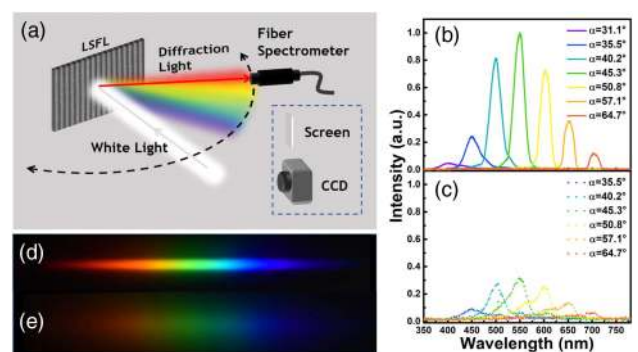 (a)
LSFL
Diffraction
Light
Fiber
Spectrometer
White Light
Screen
CCD
(b)
α=31.1°
α=35.5°
α=40.2°
α=45.3°
α=50.8°
α=57.1°
α=64.7°
1.0
0.8
0.6
0.4
0.2
0.0
(c)
α=35.5°
α=40.2°
α=45.3°
α=50.8°
α=57.1°
α=64.7°
1.0
0.8
0.6
0.4
0.2
0.0
Intensity (a.u.)
350 400 450 500 550 600 650 700 750
Wavelength (nm)
(d)
(e)